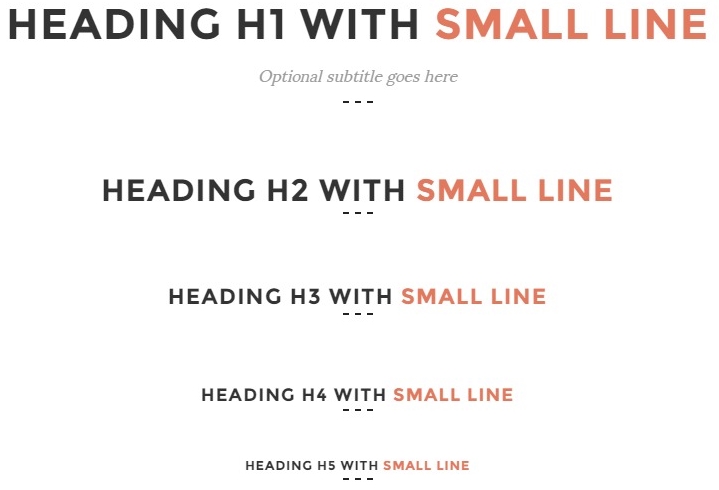 HEADING H1 WITH SMALL LINE
Optional subtitle goes here
HEADING H2 WITH SMALL LINE
HEADING H3 WITH SMALL LINE
HEADING H4 WITH SMALL LINE
HEADING H5 WITH SMALL LINE